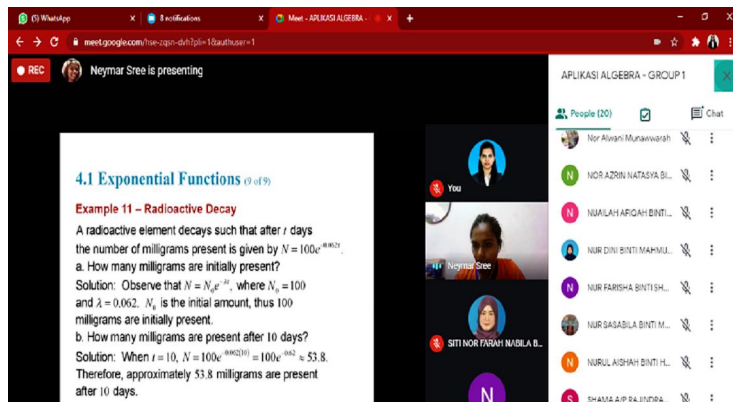 (5) WhatsApp
8 notifications
Meet - APLIKASI ALGEBRA -
meet.google.com/hse-zqsn-dvh?pli=1&authuser=1
REC
Neymar Sree is presenting
APLIKASI ALGEBRA - GROUP 1
People (20)
Chat
4.1 Exponential Functions (9 of 9)
Example 11 – Radioactive Decay
A radioactive element decays such that after t days
the number of milligrams present is given by N = 100e^-0.062t.
a. How many milligrams are initially present?
Solution: Observe that N = N₀e^-λt, where N₀ = 100
and λ = 0.062. N₀ is the initial amount, thus 100
milligrams are initially present.
b. How many milligrams are present after 10 days?
Solution: When t = 10, N = 100e^-0.062(10) = 100e^-0.62 ≈ 53.8.
Therefore, approximately 53.8 milligrams are present
after 10 days.
You
Neymar Sree
SITI NOR FARAH NABILA B...
N
Nor Alwani Munawwarah
N NOR AZRIN NATASYA BI...
N NUAILAH AFIQAH BINTI...
NUR DINI BINTI MAHMU...
N NUR FARISHA BINTI SH...
NUR SASABILA BINTI M...
N NURUL AISHAH BINTI H...
S SHAMA A/P RAJINDRA...